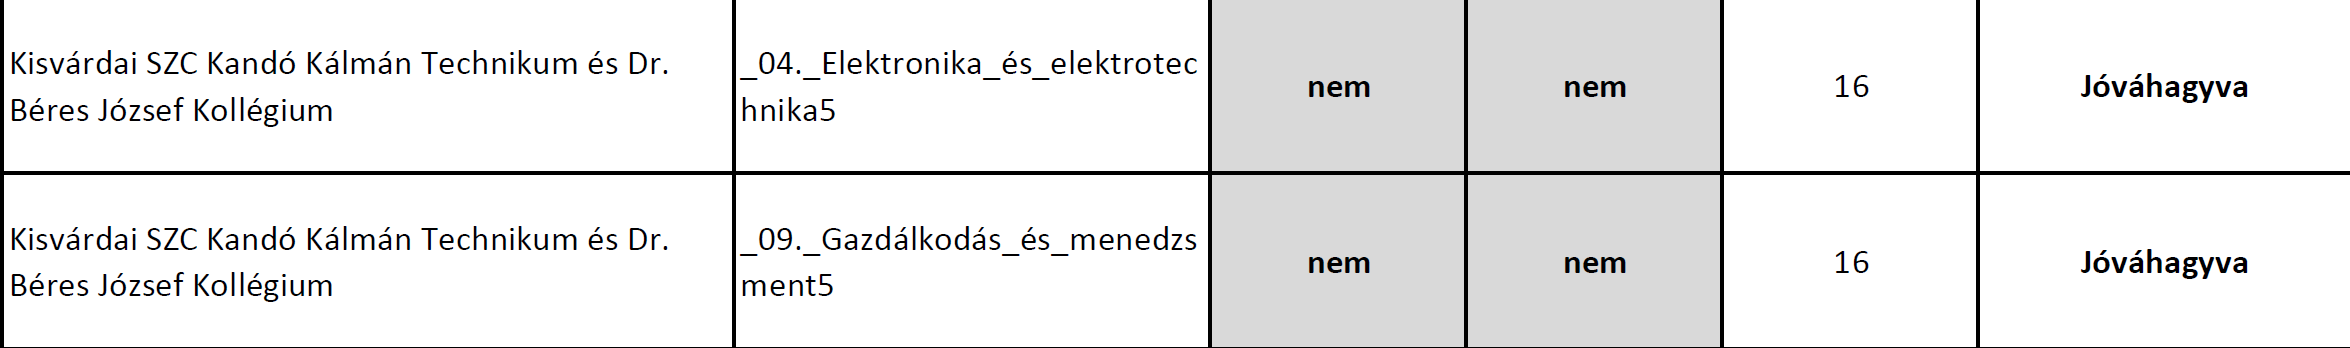 Kisvárdai SZC Kandó Kálmán Technikum és Dr.
Béres József Kollégium
_04._Elektronika_és_elektrotec
hnika5
nem
nem
16
Jóváhagyva
Kisvárdai SZC Kandó Kálmán Technikum és Dr.
Béres József Kollégium
_09._Gazdálkodás_és_menedzs
ment5
nem
nem
16
Jóváhagyva